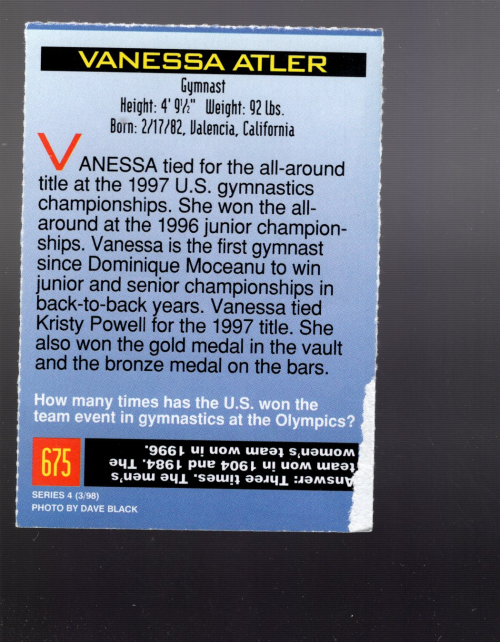 VANESSA ATLER
Gymnast
Height: 4' 9½" Weight: 92 lbs.
Born: 2/17/82, Valencia, California
VANESSA tied for the all-around
title at the 1997 U.S. gymnastics
championships. She won the all-
around at the 1996 junior champion-
ships. Vanessa is the first gymnast
since Dominique Moceanu to win
junior and senior championships in
back-to-back years. Vanessa tied
Kristy Powell for the 1997 title. She
also won the gold medal in the vault
and the bronze medal on the bars.
How many times has the U.S. won the
team event in gymnastics at the Olympics?
675
Answer: Three times. The men's
team won in 1904 and 1984. The
women's team won in 1996.
SERIES 4 (3/98)
PHOTO BY DAVE BLACK